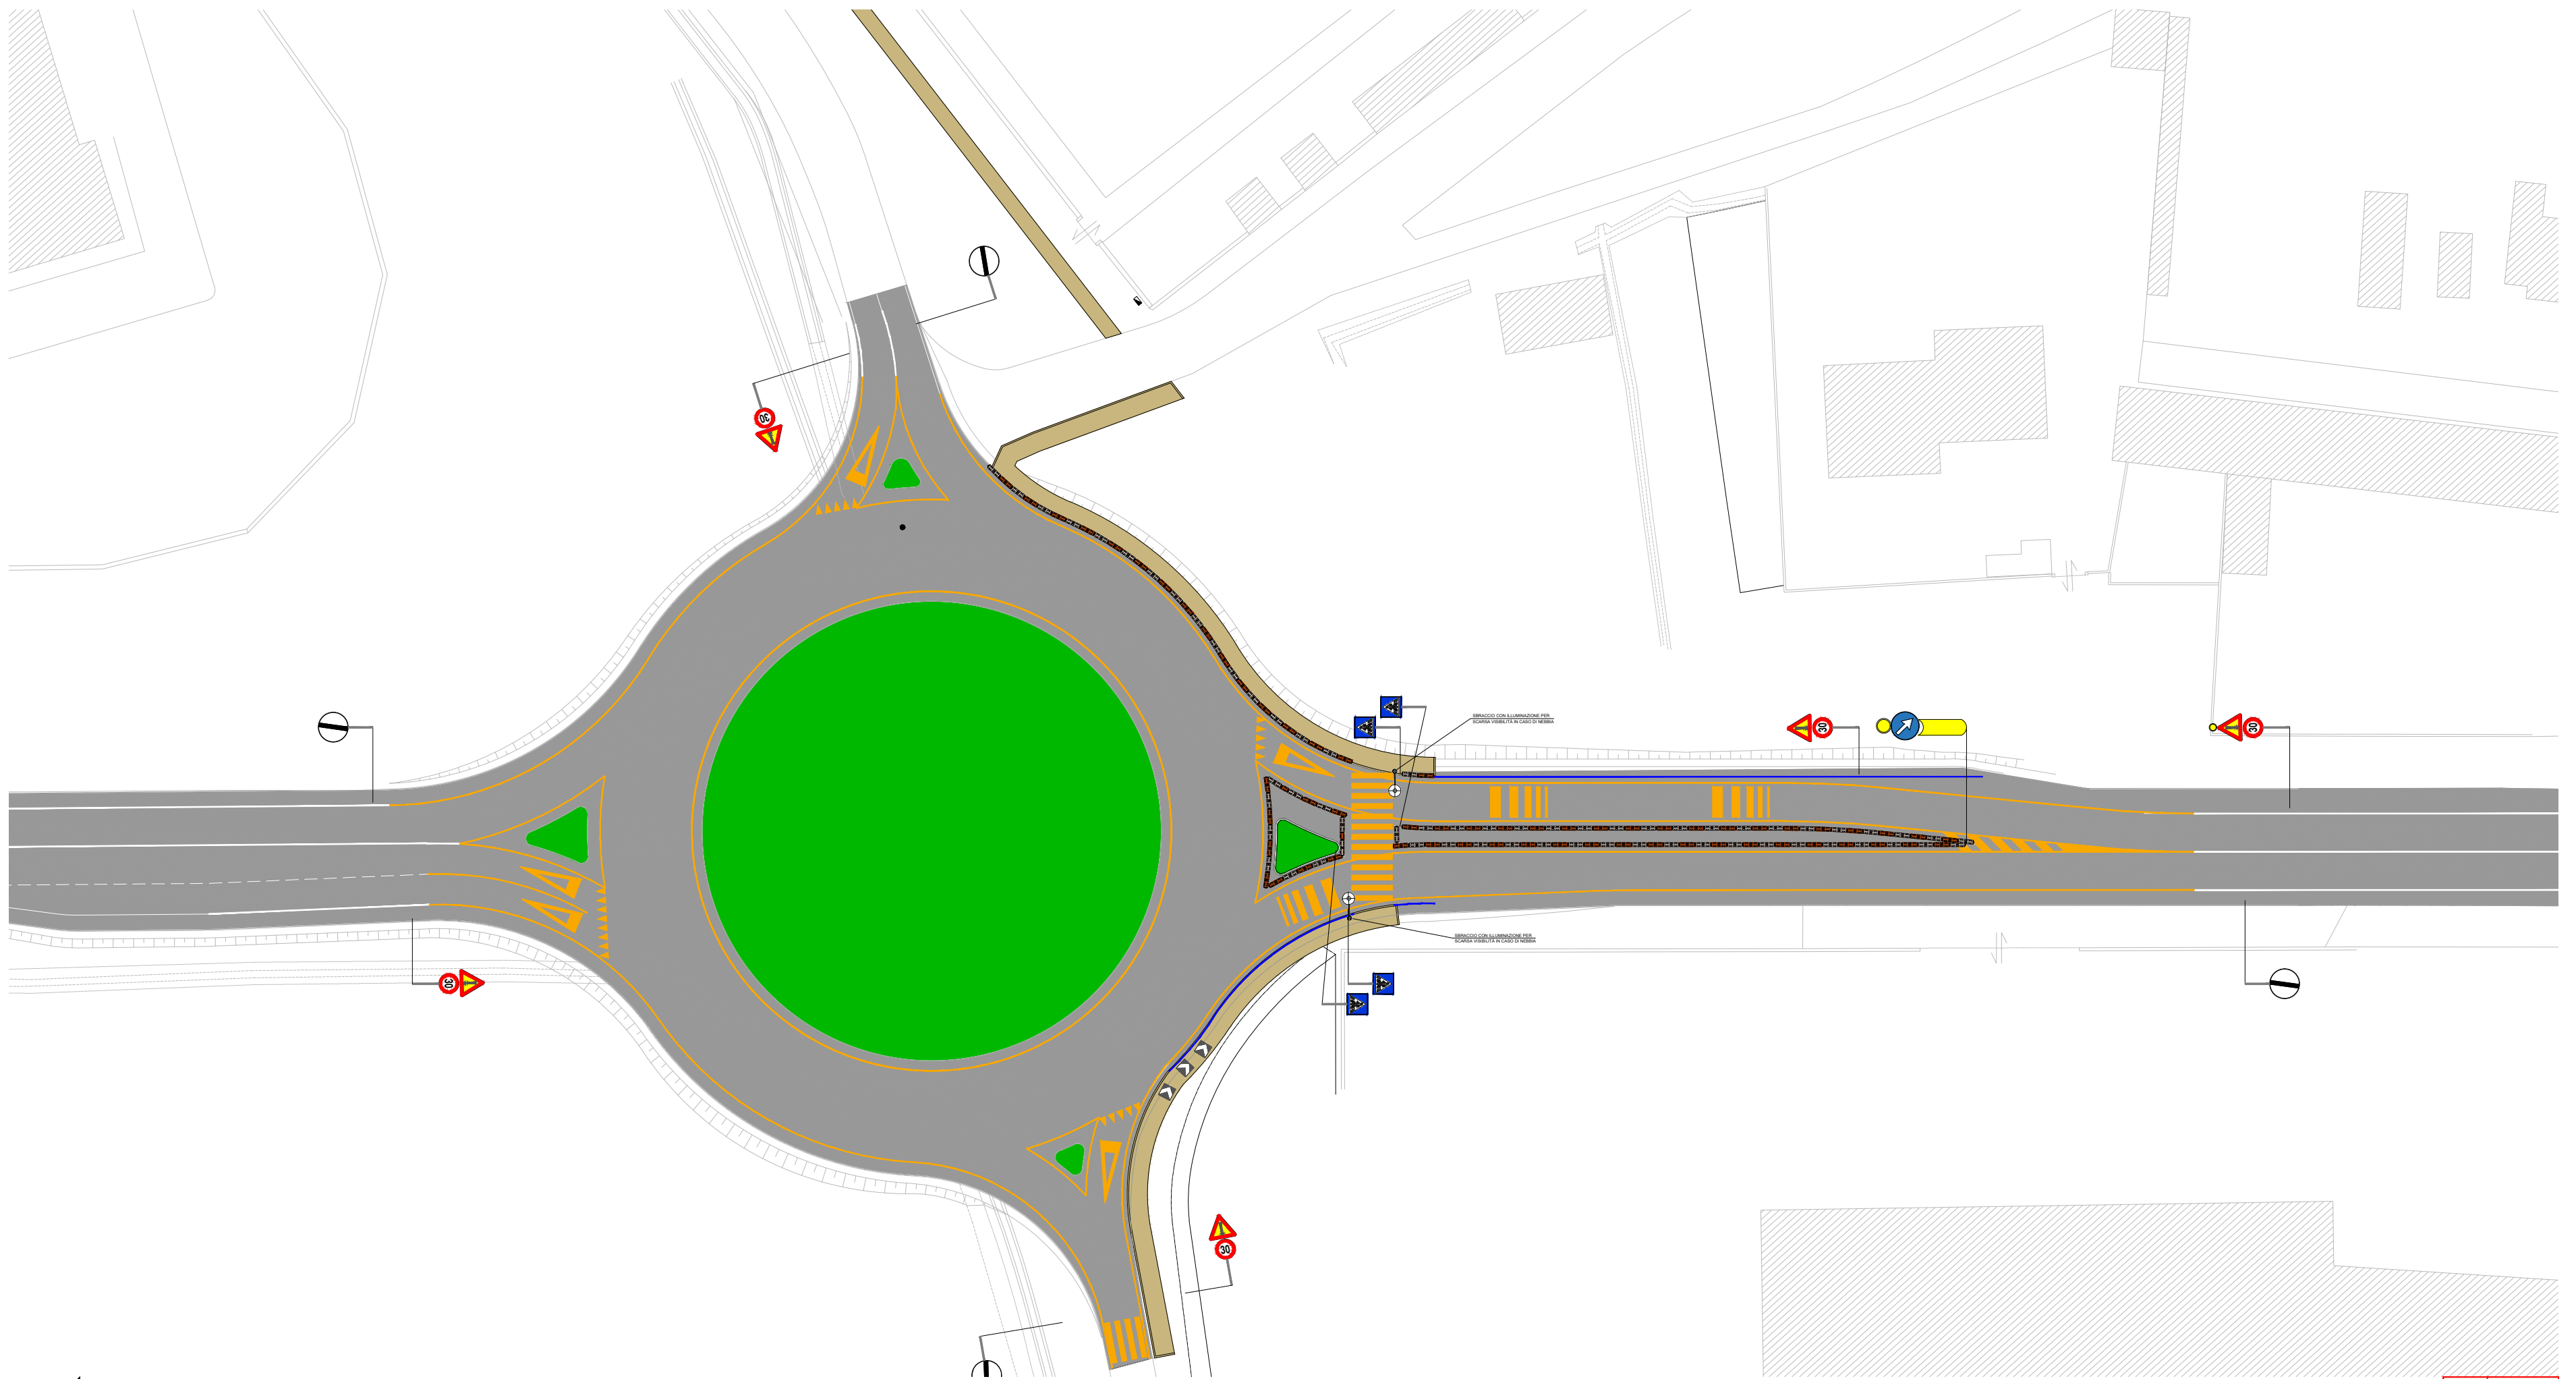 30
SBRACCIO CON ILLUMINAZIONE PER
SCARSA VISIBILITÀ IN CASO DI NEBBIA
30
30
SBRACCIO CON ILLUMINAZIONE PER
SCARSA VISIBILITÀ IN CASO DI NEBBIA
30
30